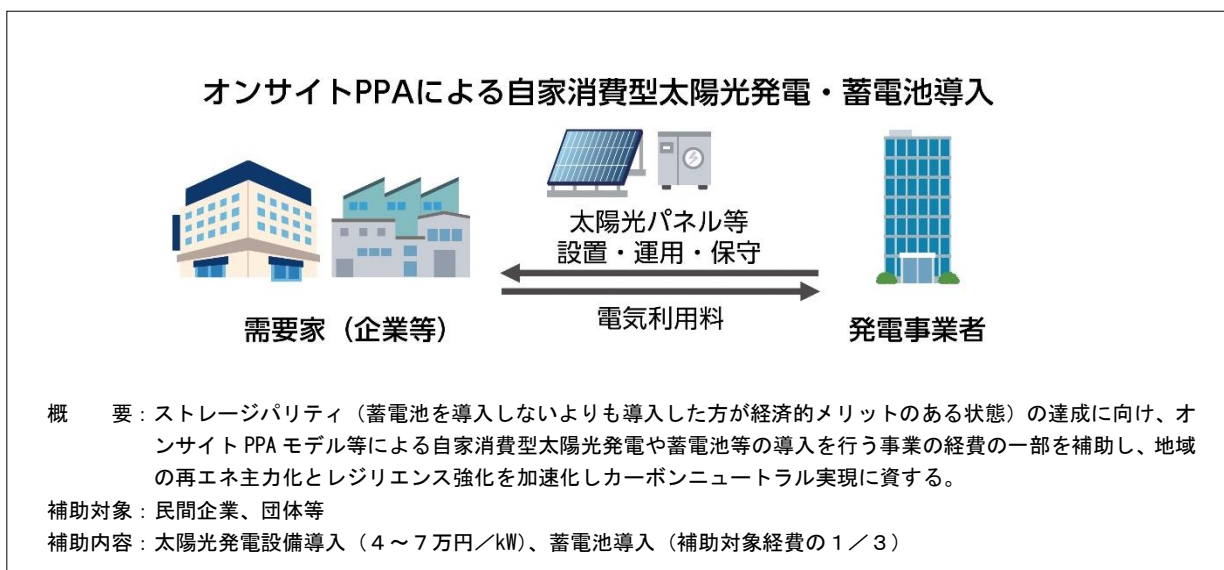 オンサイトPPAによる自家消費型太陽光発電・蓄電池導入
太陽光パネル等
設置・運用・保守
電気利用料
需要家（企業等）
発電事業者
概　　要：ストレージパリティ（蓄電池を導入しないよりも導入した方が経済的メリットのある状態）の達成に向け、オ
ンサイト PPA モデル等による自家消費型太陽光発電や蓄電池等の導入を行う事業の経費の一部を補助し、地域
の再エネ主力化とレジリエンス強化を加速化しカーボンニュートラル実現に資する。
補助対象：民間企業、団体等
補助内容：太陽光発電設備導入（４～７万円／kW）、蓄電池導入（補助対象経費の１／３）